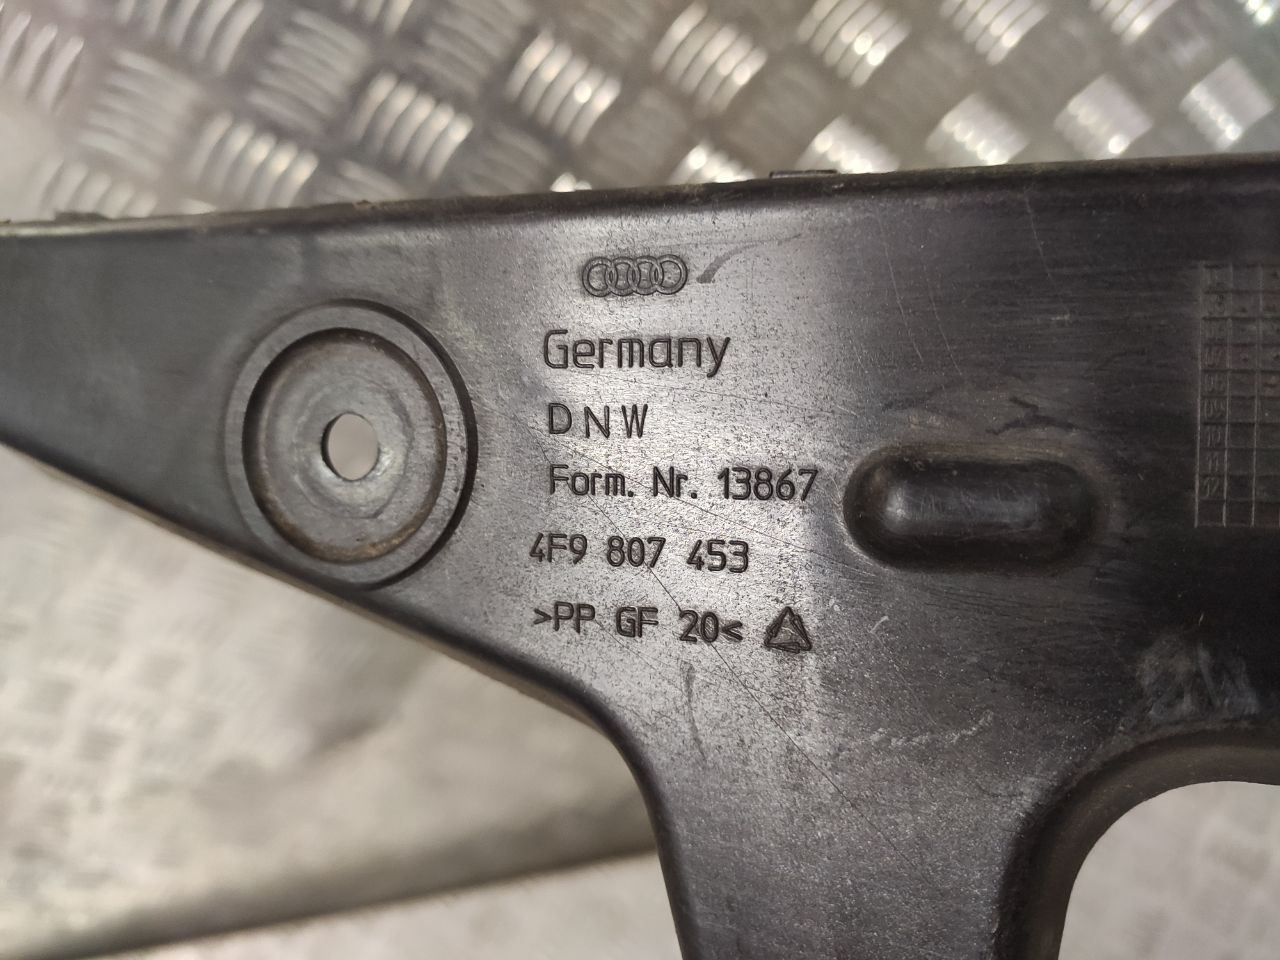 Germany
DNW
Form. Nr. 13867
4F9 807 453
>PP GF 20<